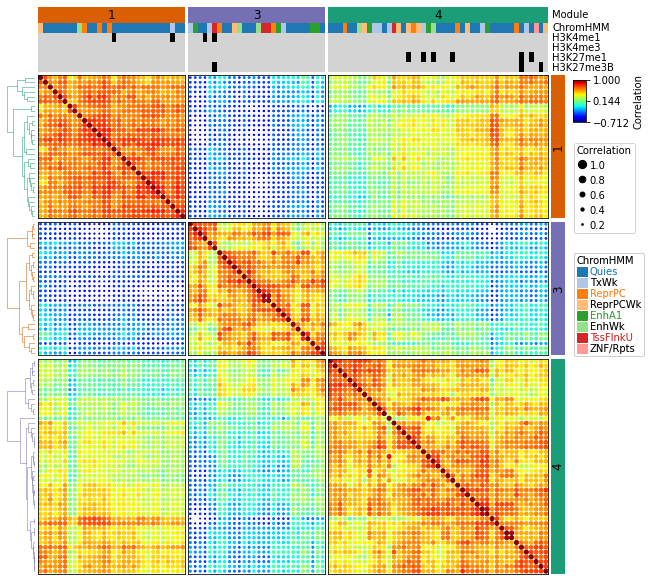 1 3 4 Module
ChromHMM
H3K4me1
H3K4me3
H3K27me1
H3K27me3B
1.000
0.144
−0.712
Correlation
1
Correlation
1.0
0.8
0.6
0.4
0.2
3
ChromHMM
Quies
TxWk
ReprPC
ReprPCWk
EnhA1
EnhWk
TssFlnkU
ZNF/Rpts
4